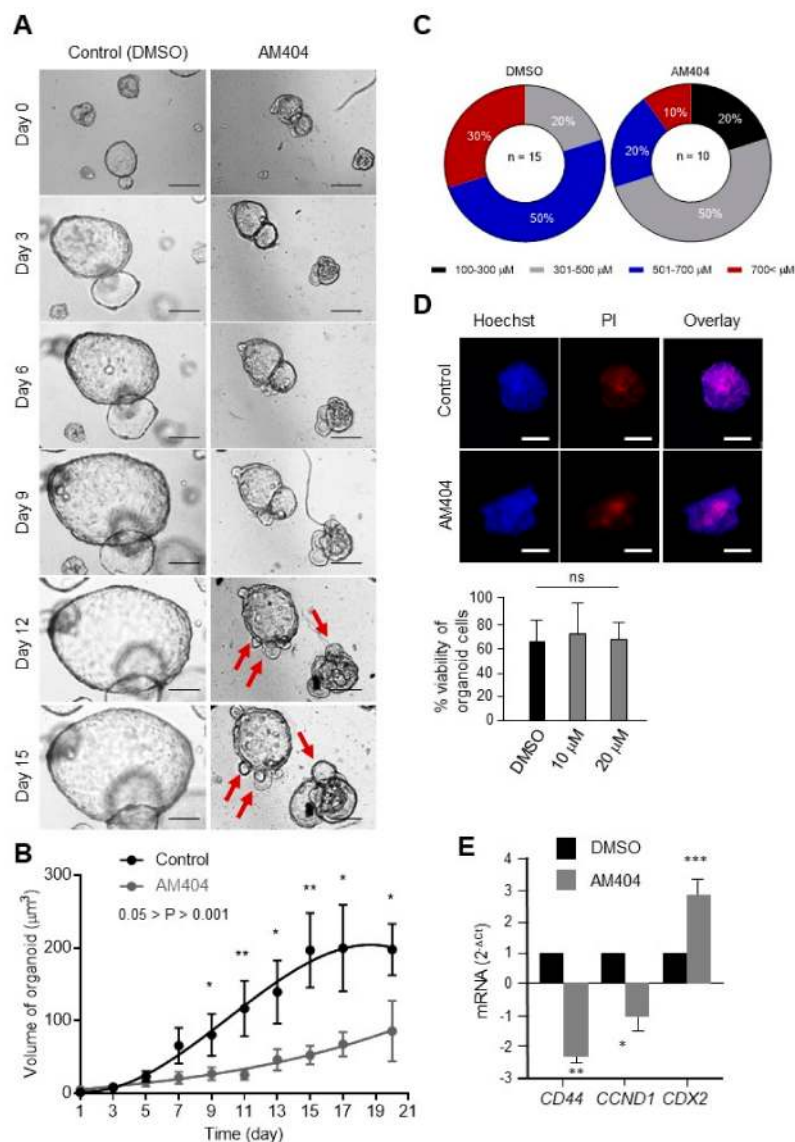 A
Control (DMSO) AM404
Day 0
Day 3
Day 6
Day 9
Day 12
Day 15
B
Control
AM404
0.05 > P > 0.001
* ** * ** * *
Volume of organoid (µm³)
300
200
100
0
1 3 5 7 9 11 13 15 17 19 21
Time (day)
C
DMSO AM404
30% 20% 50% n = 15
10% 20% 20% 50% n = 10
100-300 µM 301-500 µM 501-700 µM 700< µM
D
Hoechst PI Overlay
Control
AM404
ns
% viability of
organoid cells
100
80
60
40
20
0
DMSO 10 µM 20 µM
E
DMSO
AM404
***
mRNA (2-ΔCt)
4
3
2
1
0
-1
-2
-3
** *
CD44 CCND1 CDX2